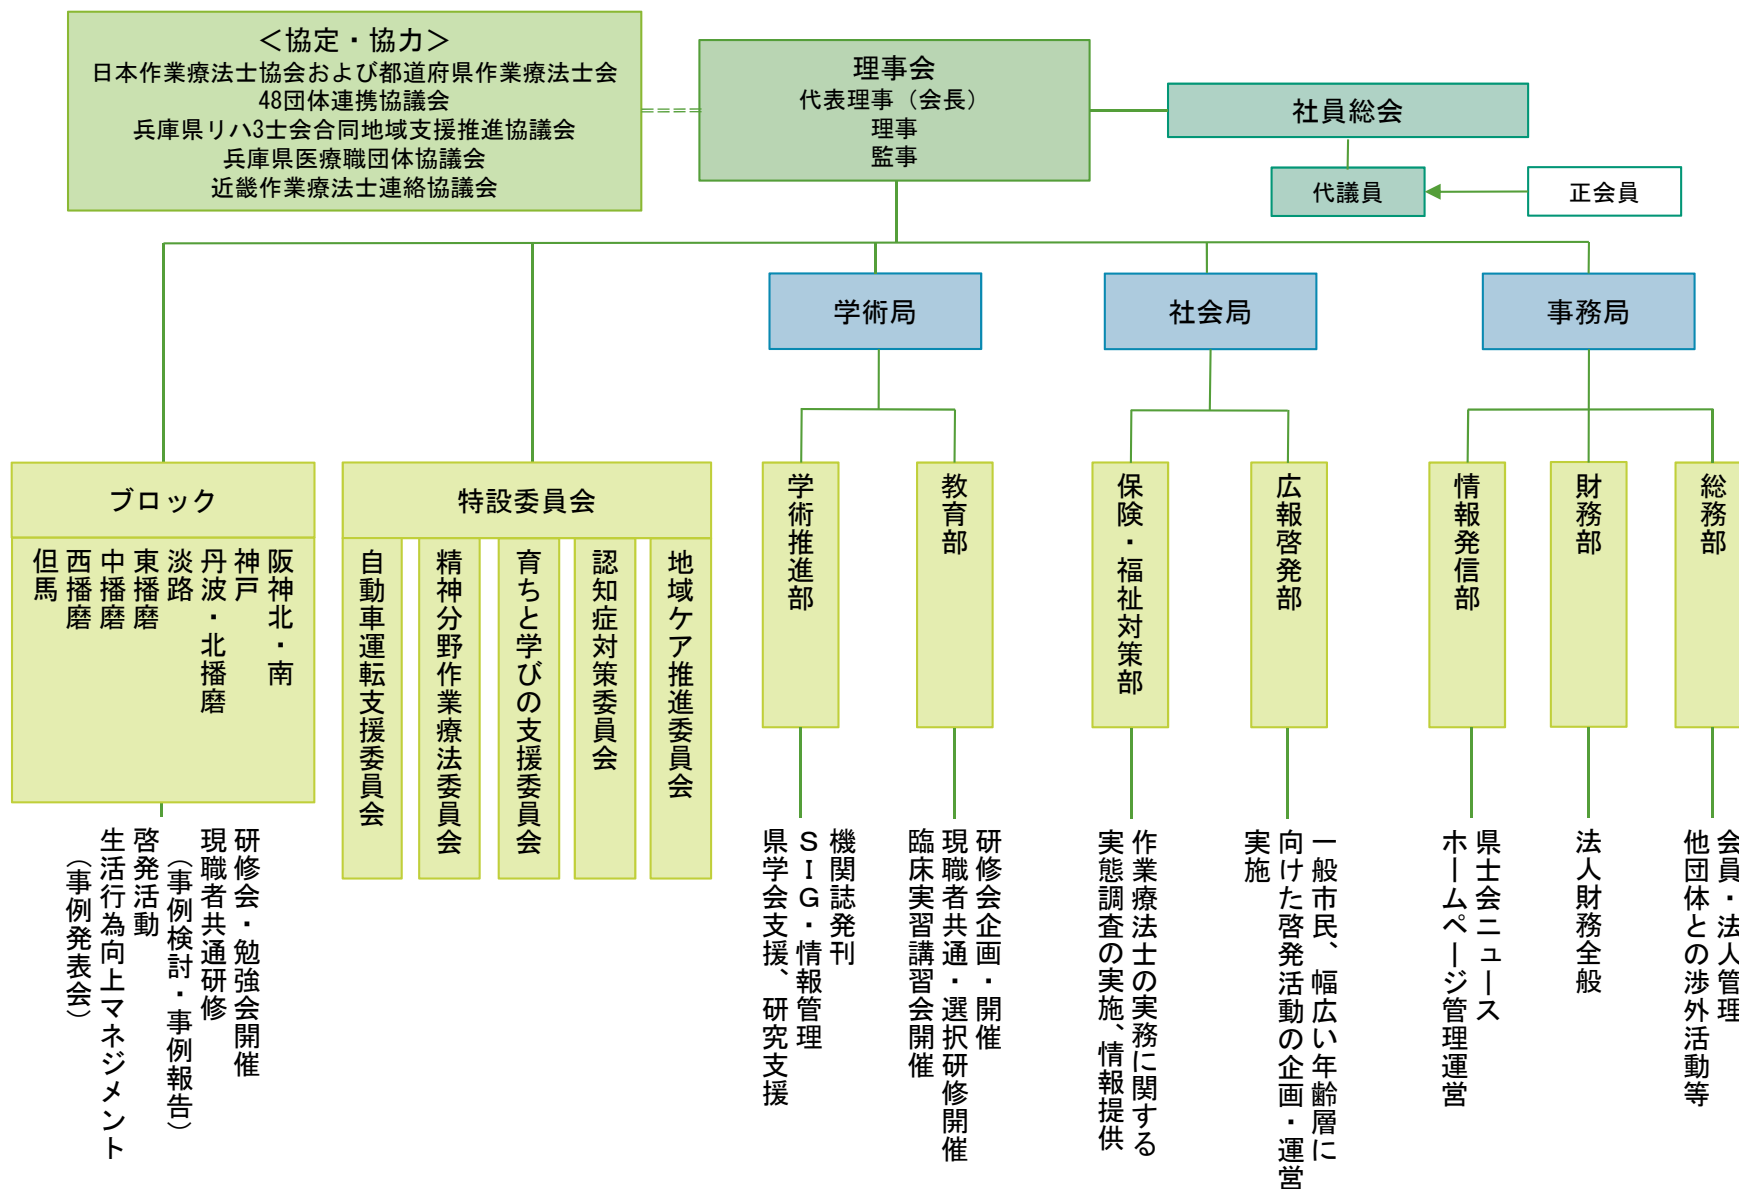 ＜協定・協力＞
日本作業療法士協会および都道府県作業療法士会
48団体連携協議会
兵庫県リハ3士会合同地域支援推進協議会
兵庫県医療職団体協議会
近畿作業療法士連絡協議会
理事会
代表理事（会長）
理事
監事
社員総会
代議員
正会員
学術局
社会局
事務局
ブロック
阪神北・南
神戸
丹波・北播磨
淡路
東播磨
中播磨
西播磨
但馬
研修会・勉強会開催
現職者共通研修
（事例検討・事例報告）
啓発活動
生活行為向上マネジメント
（事例発表会）
特設委員会
自動車運転支援委員会
精神分野作業療法委員会
育ちと学びの支援委員会
認知症対策委員会
地域ケア推進委員会
学術推進部
機関誌発刊
ＳＩＧ・情報管理
県学会支援、研究支援
教育部
研修会企画・開催
現職者共通・選択研修開催
臨床実習講習会開催
保険・福祉対策部
作業療法士の実務に関する
実態調査の実施、情報提供
広報啓発部
一般市民、幅広い年齢層に
向けた啓発活動の企画・運営
実施
情報発信部
県士会ニュース
ホームページ管理運営
財務部
法人財務全般
総務部
会員・法人管理
他団体との渉外活動等